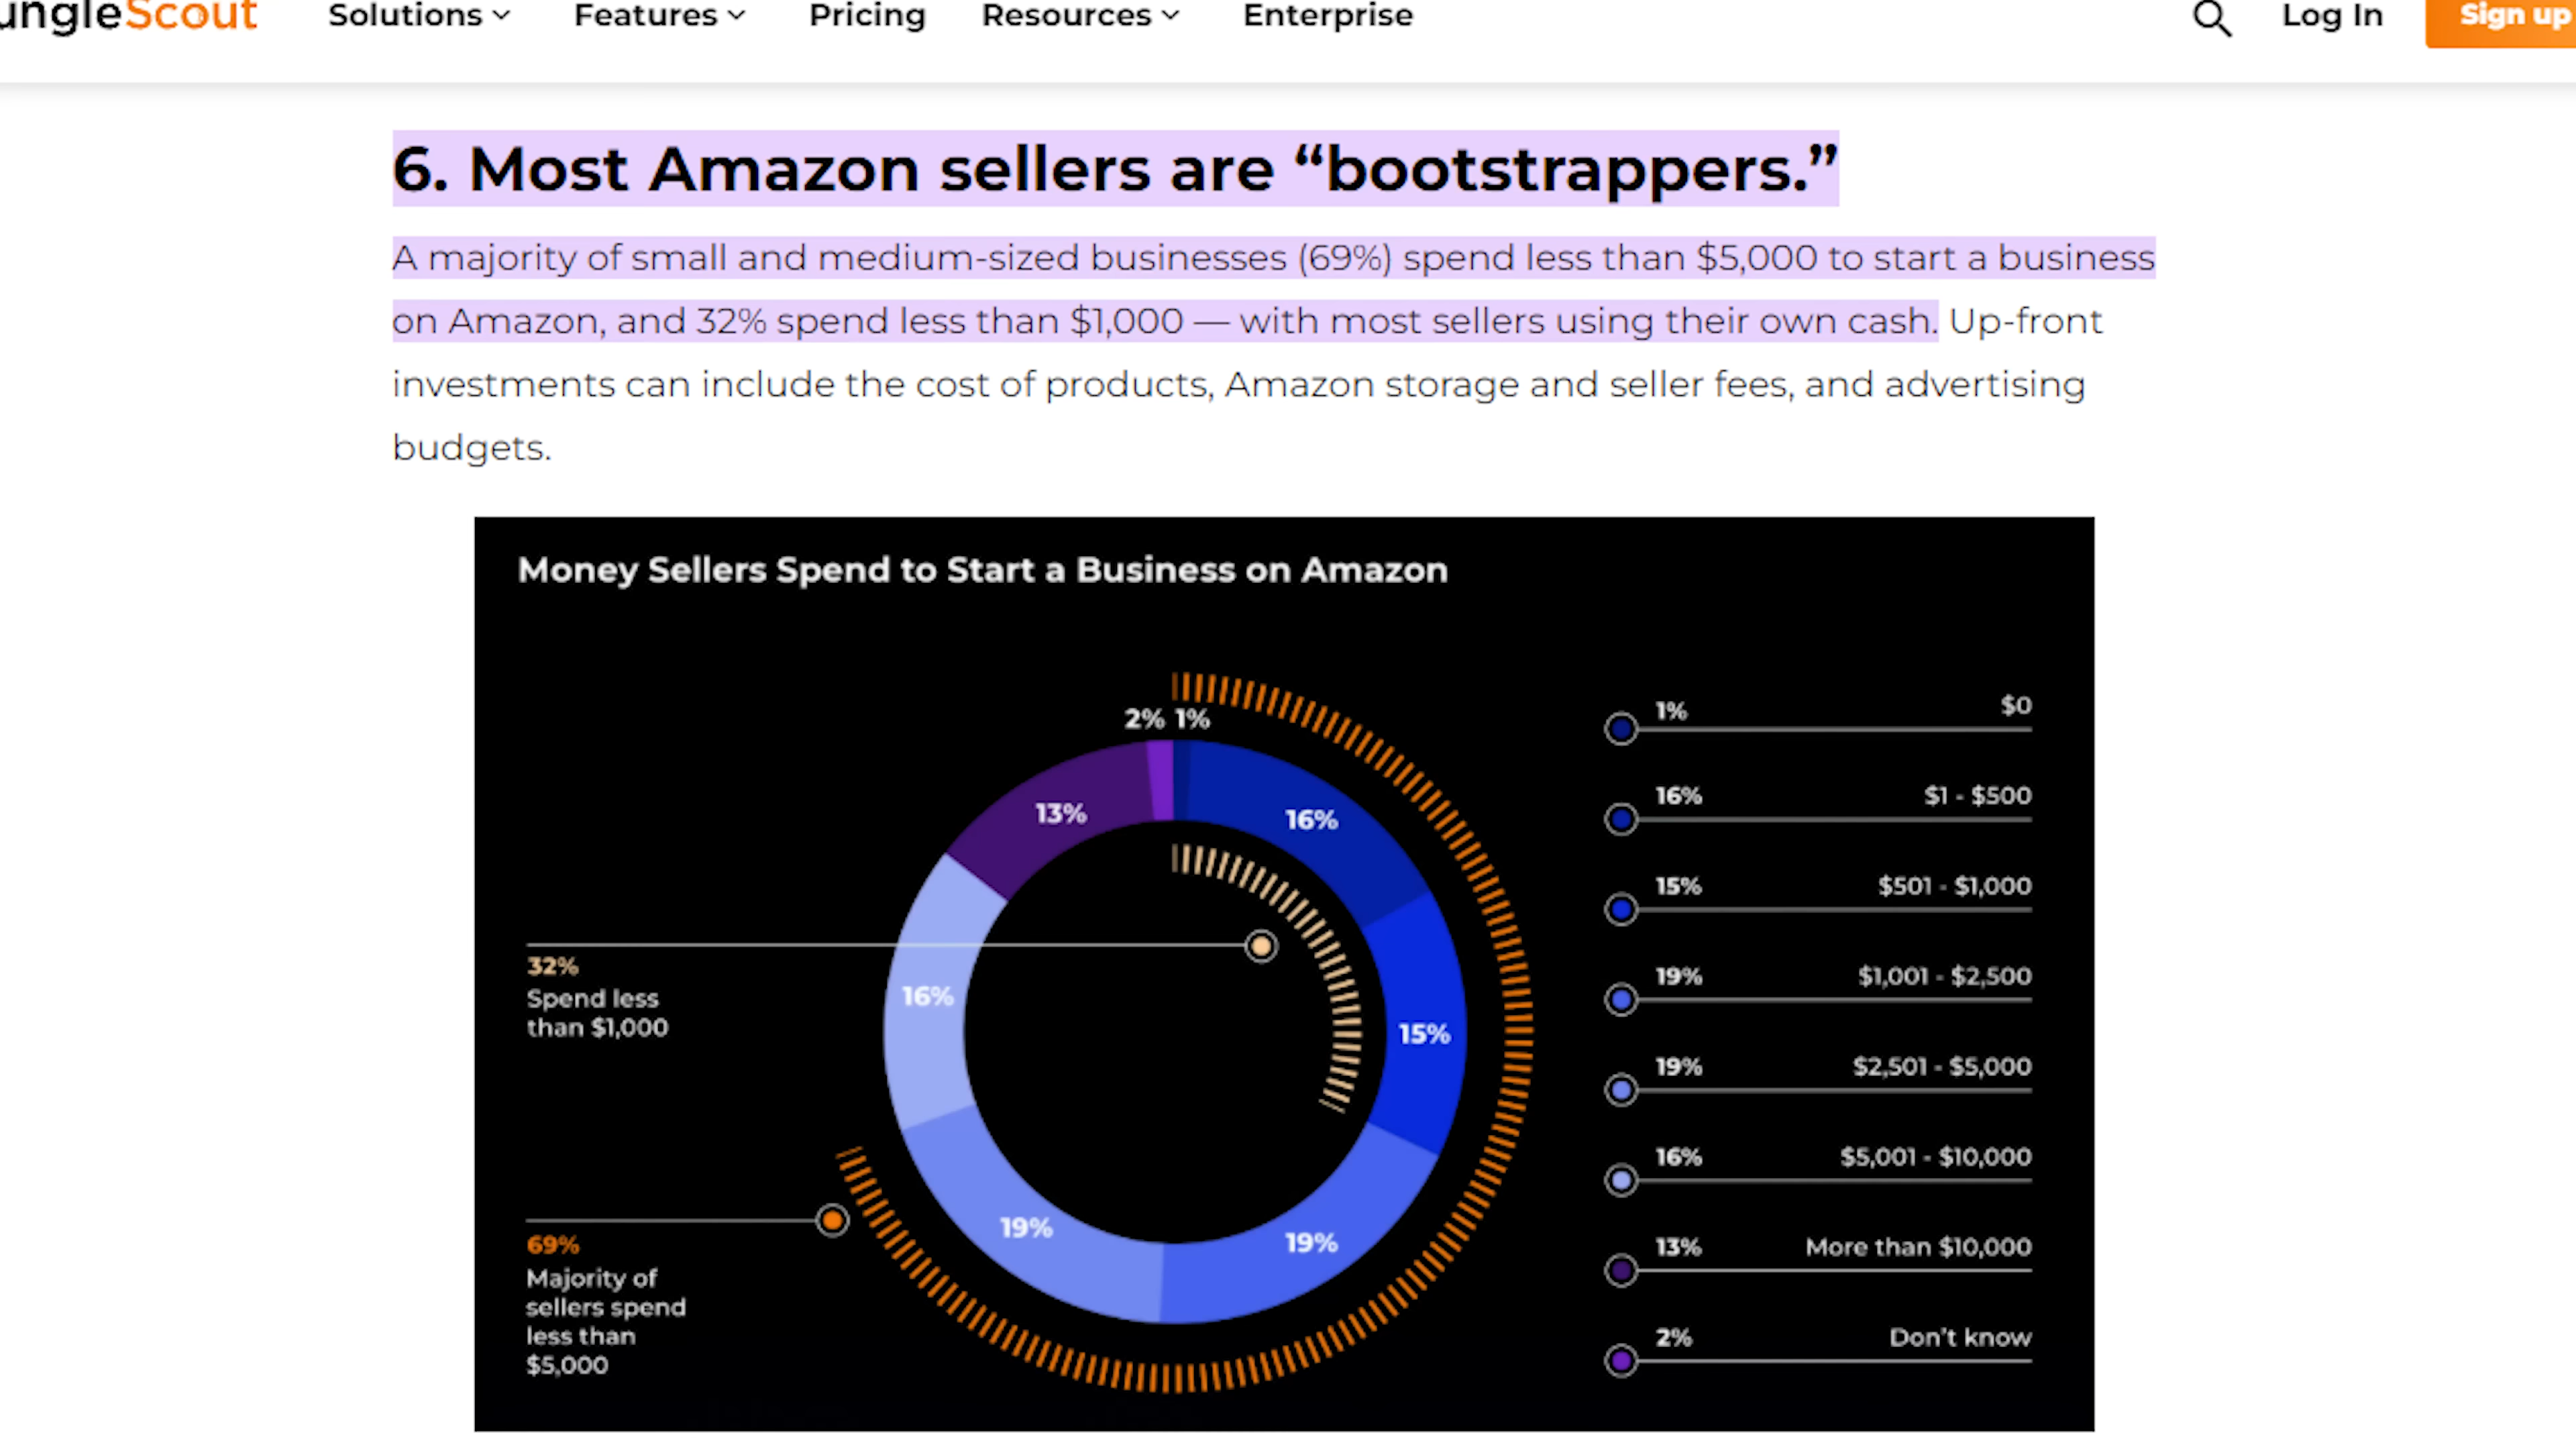 ungleScout Solutions Features Pricing Resources Enterprise Log In Sign up
6. Most Amazon sellers are “bootstrappers.”
A majority of small and medium-sized businesses (69%) spend less than $5,000 to start a business
on Amazon, and 32% spend less than $1,000 — with most sellers using their own cash. Up-front
investments can include the cost of products, Amazon storage and seller fees, and advertising
budgets.
Money Sellers Spend to Start a Business on Amazon
2% 1%
13%
16%
16%
15%
19%
19%
32%
Spend less
than $1,000
69%
Majority of
sellers spend
less than
$5,000
1% $0
16% $1 - $500
15% $501 - $1,000
19% $1,001 - $2,500
19% $2,501 - $5,000
16% $5,001 - $10,000
13% More than $10,000
2% Don’t know